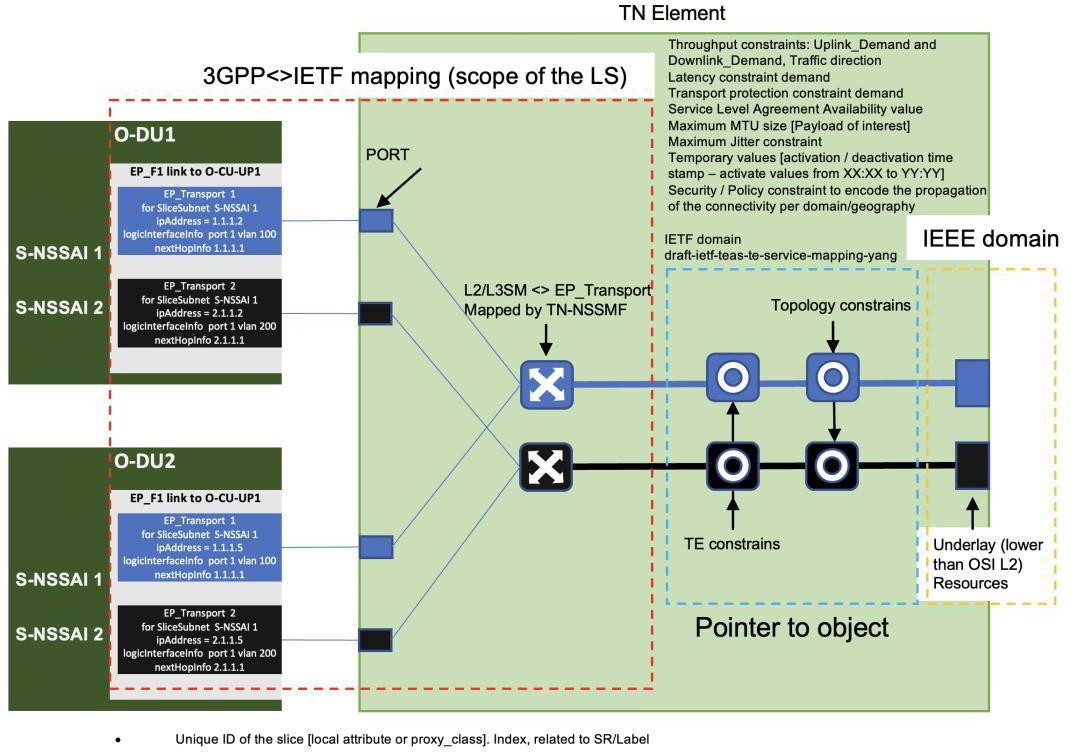 TN Element
Throughput constraints: Uplink_Demand and
Downlink_Demand, Traffic direction
Latency constraint demand
Transport protection constraint demand
Service Level Agreement Availability value
Maximum MTU size [Payload of interest]
Maximum Jitter constraint
Temporary values [activation / deactivation time
stamp – activate values from XX:XX to YY:YY]
Security / Policy constraint to encode the propagation
of the connectivity per domain/geography
3GPP<>IETF mapping (scope of the LS)
O-DU1
EP_F1 link to O-CU-UP1
EP_Transport 1
for SliceSubnet S-NSSAI 1
ipAddress = 1.1.1.2
logicInterfaceInfo port 1 vlan 100
nextHopInfo 1.1.1.1
S-NSSAI 1
EP_Transport 2
for SliceSubnet S-NSSAI 1
ipAddress = 2.1.1.2
logicInterfaceInfo port 1 vlan 200
nextHopInfo 2.1.1.1
S-NSSAI 2
PORT
L2/L3SM <> EP_Transport
Mapped by TN-NSSMF
IETF domain
draft-ietf-teas-te-service-mapping-yang
IEEE domain
Topology constrains
TE constrains
Underlay (lower
than OSI L2)
Resources
Pointer to object
O-DU2
EP_F1 link to O-CU-UP1
EP_Transport 1
for SliceSubnet S-NSSAI 1
ipAddress = 1.1.1.5
logicInterfaceInfo port 1 vlan 100
nextHopInfo 1.1.1.1
S-NSSAI 1
EP_Transport 2
for SliceSubnet S-NSSAI 1
ipAddress = 2.1.1.5
logicInterfaceInfo port 1 vlan 200
nextHopInfo 2.1.1.1
S-NSSAI 2
• Unique ID of the slice [local attribute or proxy_class]. Index, related to SR/Label